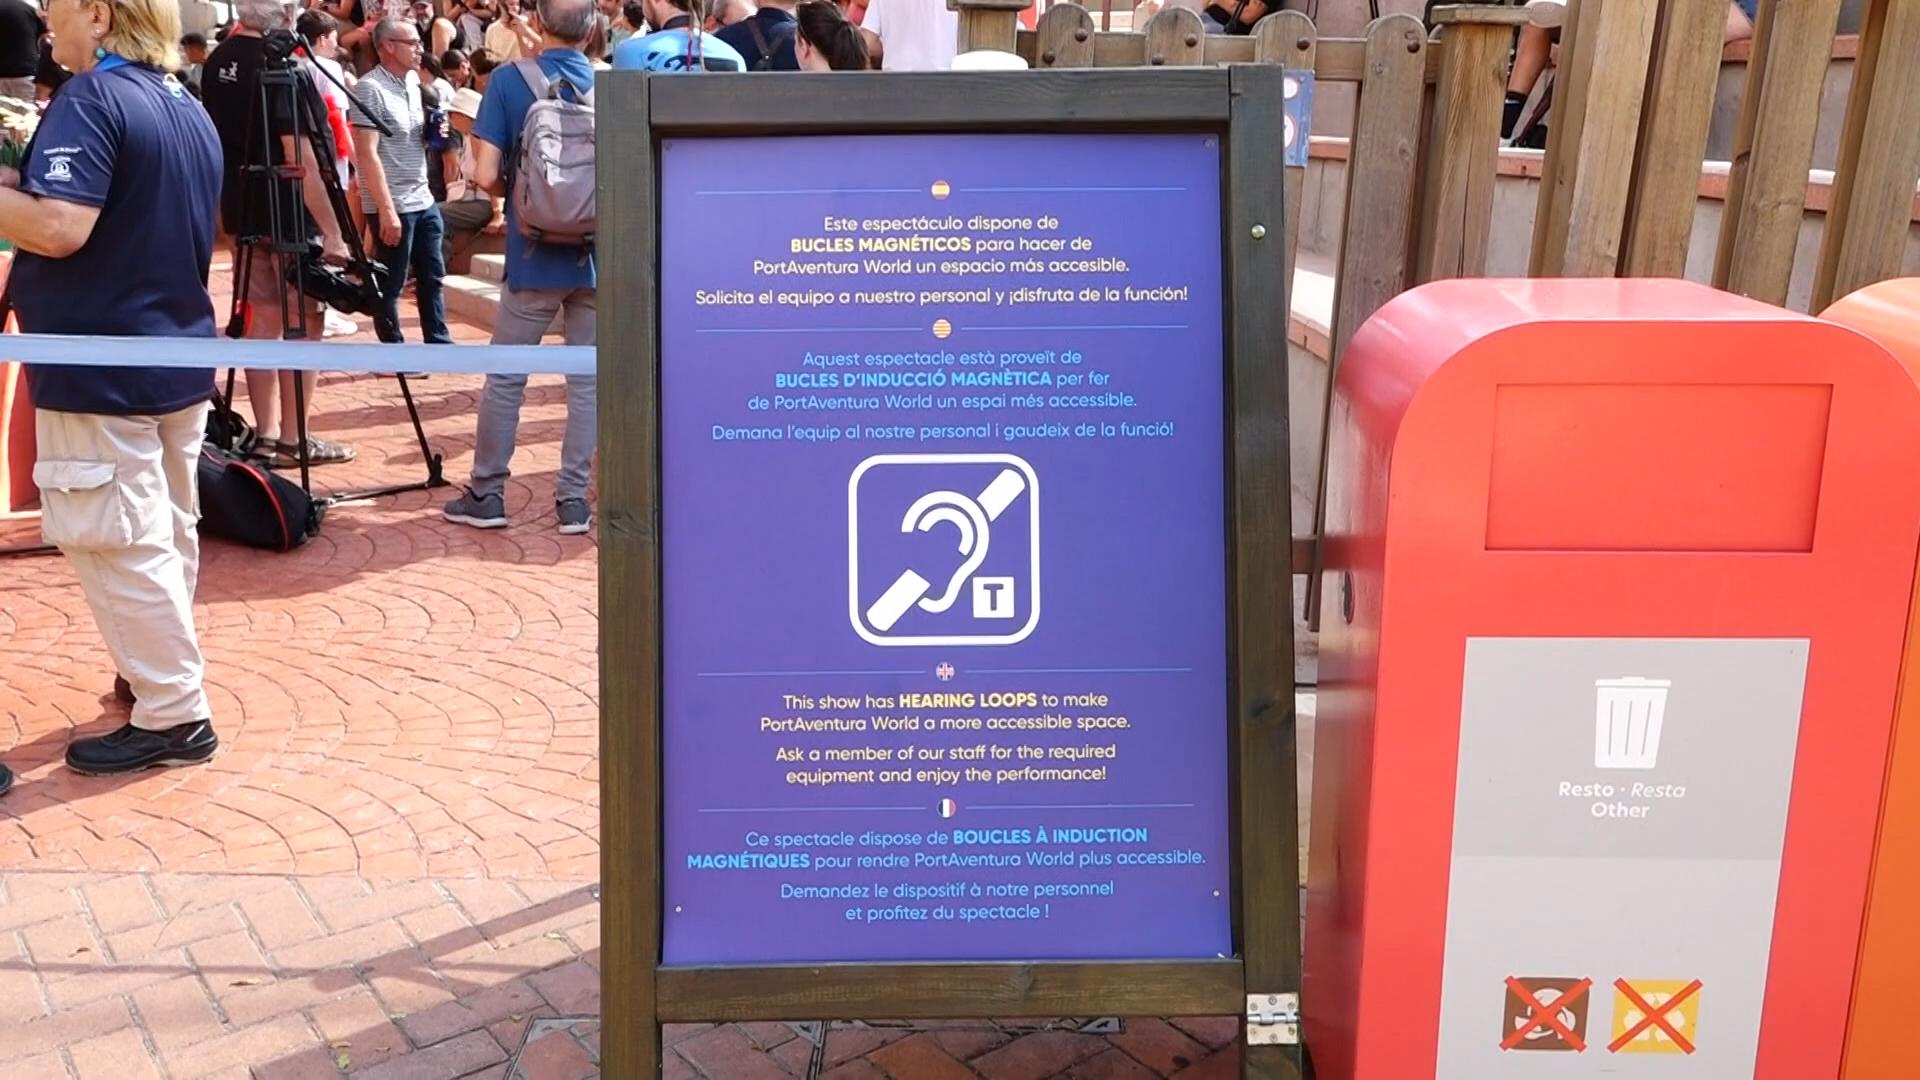 Este espectáculo dispone de
BUCLES MAGNÉTICOS para hacer de
PortAventura World un espacio más accesible.
Solicita el equipo a nuestro personal y ¡disfruta de la función!
Aquest espectacle està proveït de
BUCLES D'INDUCCIÓ MAGNÈTICA per fer
de PortAventura World un espai més accessible.
Demana l'equip al nostre personal i gaudeix de la funció!
T
This show has HEARING LOOPS to make
PortAventura World a more accessible space.
Ask a member of our staff for the required
equipment and enjoy the performance!
Ce spectacle dispose de BOUCLES À INDUCTION
MAGNÉTIQUES pour rendre PortAventura World plus accessible.
Demandez le dispositif à notre personnel
et profitez du spectacle !
Resto · Resta
Other